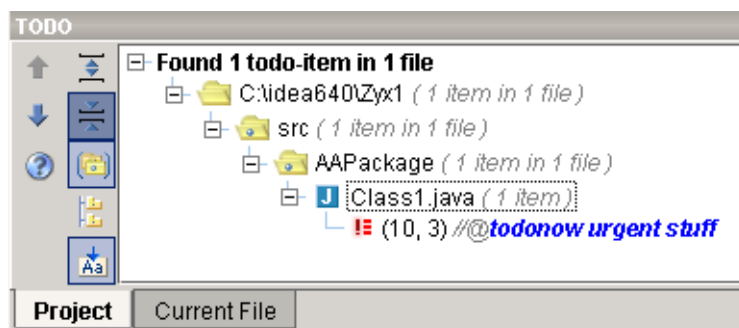 TODO
Found 1 todo-item in 1 file
C:\idea640\Zyx1 ( 1 item in 1 file )
src ( 1 item in 1 file )
AAPackage ( 1 item in 1 file )
J Class1.java ( 1 item )
(10, 3) //@todonow urgent stuff
Aa
Project Current File